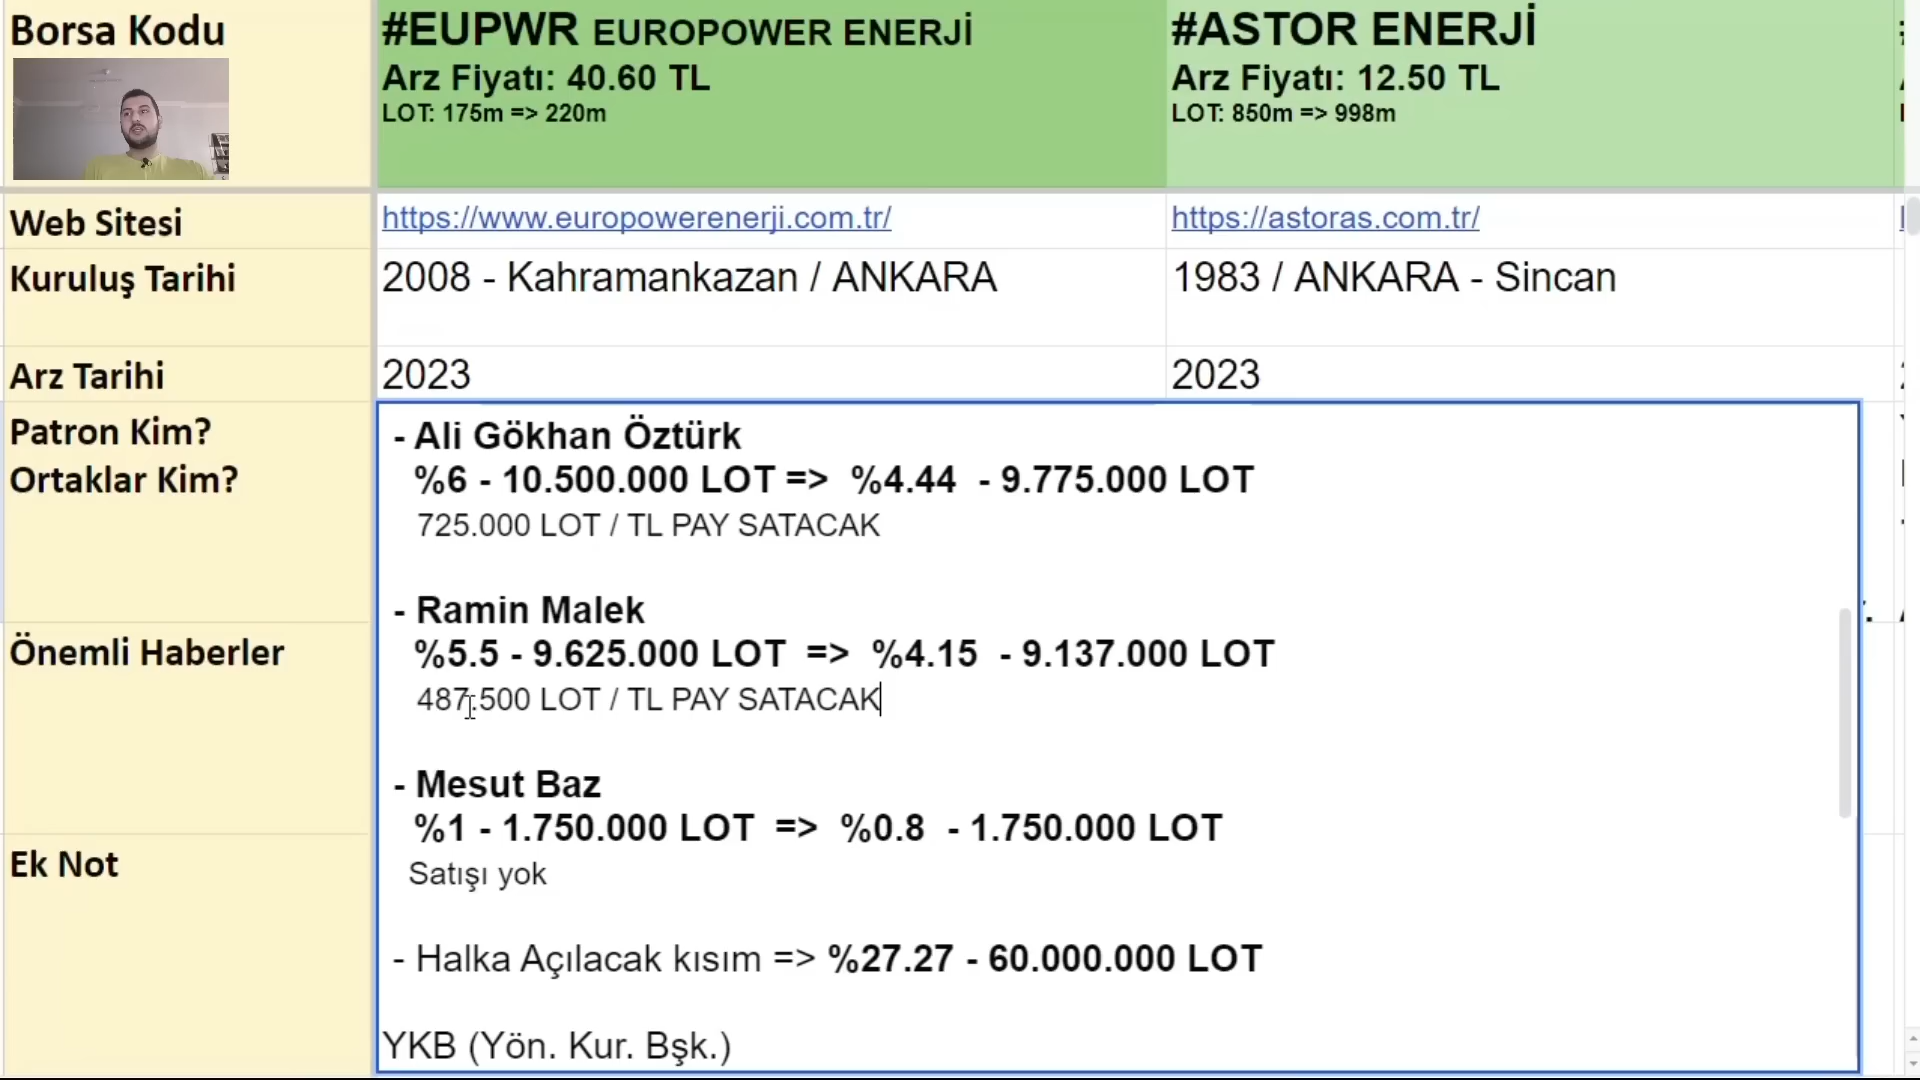 Borsa Kodu
#EUPWR EUROPOWER ENERJİ
Arz Fiyatı: 40.60 TL
LOT: 175m => 220m
#ASTOR ENERJİ
Arz Fiyatı: 12.50 TL
LOT: 850m => 998m
Web Sitesi
https://www.europowerenerji.com.tr/
https://astoras.com.tr/
Kuruluş Tarihi
2008 - Kahramankazan / ANKARA
1983 / ANKARA - Sincan
Arz Tarihi
2023
2023
Patron Kim?
Ortaklar Kim?
- Ali Gökhan Öztürk
%6 - 10.500.000 LOT => %4.44 - 9.775.000 LOT
725.000 LOT / TL PAY SATACAK
- Ramin Malek
%5.5 - 9.625.000 LOT => %4.15 - 9.137.000 LOT
487.500 LOT / TL PAY SATACAK
- Mesut Baz
%1 - 1.750.000 LOT => %0.8 - 1.750.000 LOT
Satışı yok
- Halka Açılacak kısım => %27.27 - 60.000.000 LOT
YKB (Yön. Kur. Bşk.)
Önemli Haberler
Ek Not